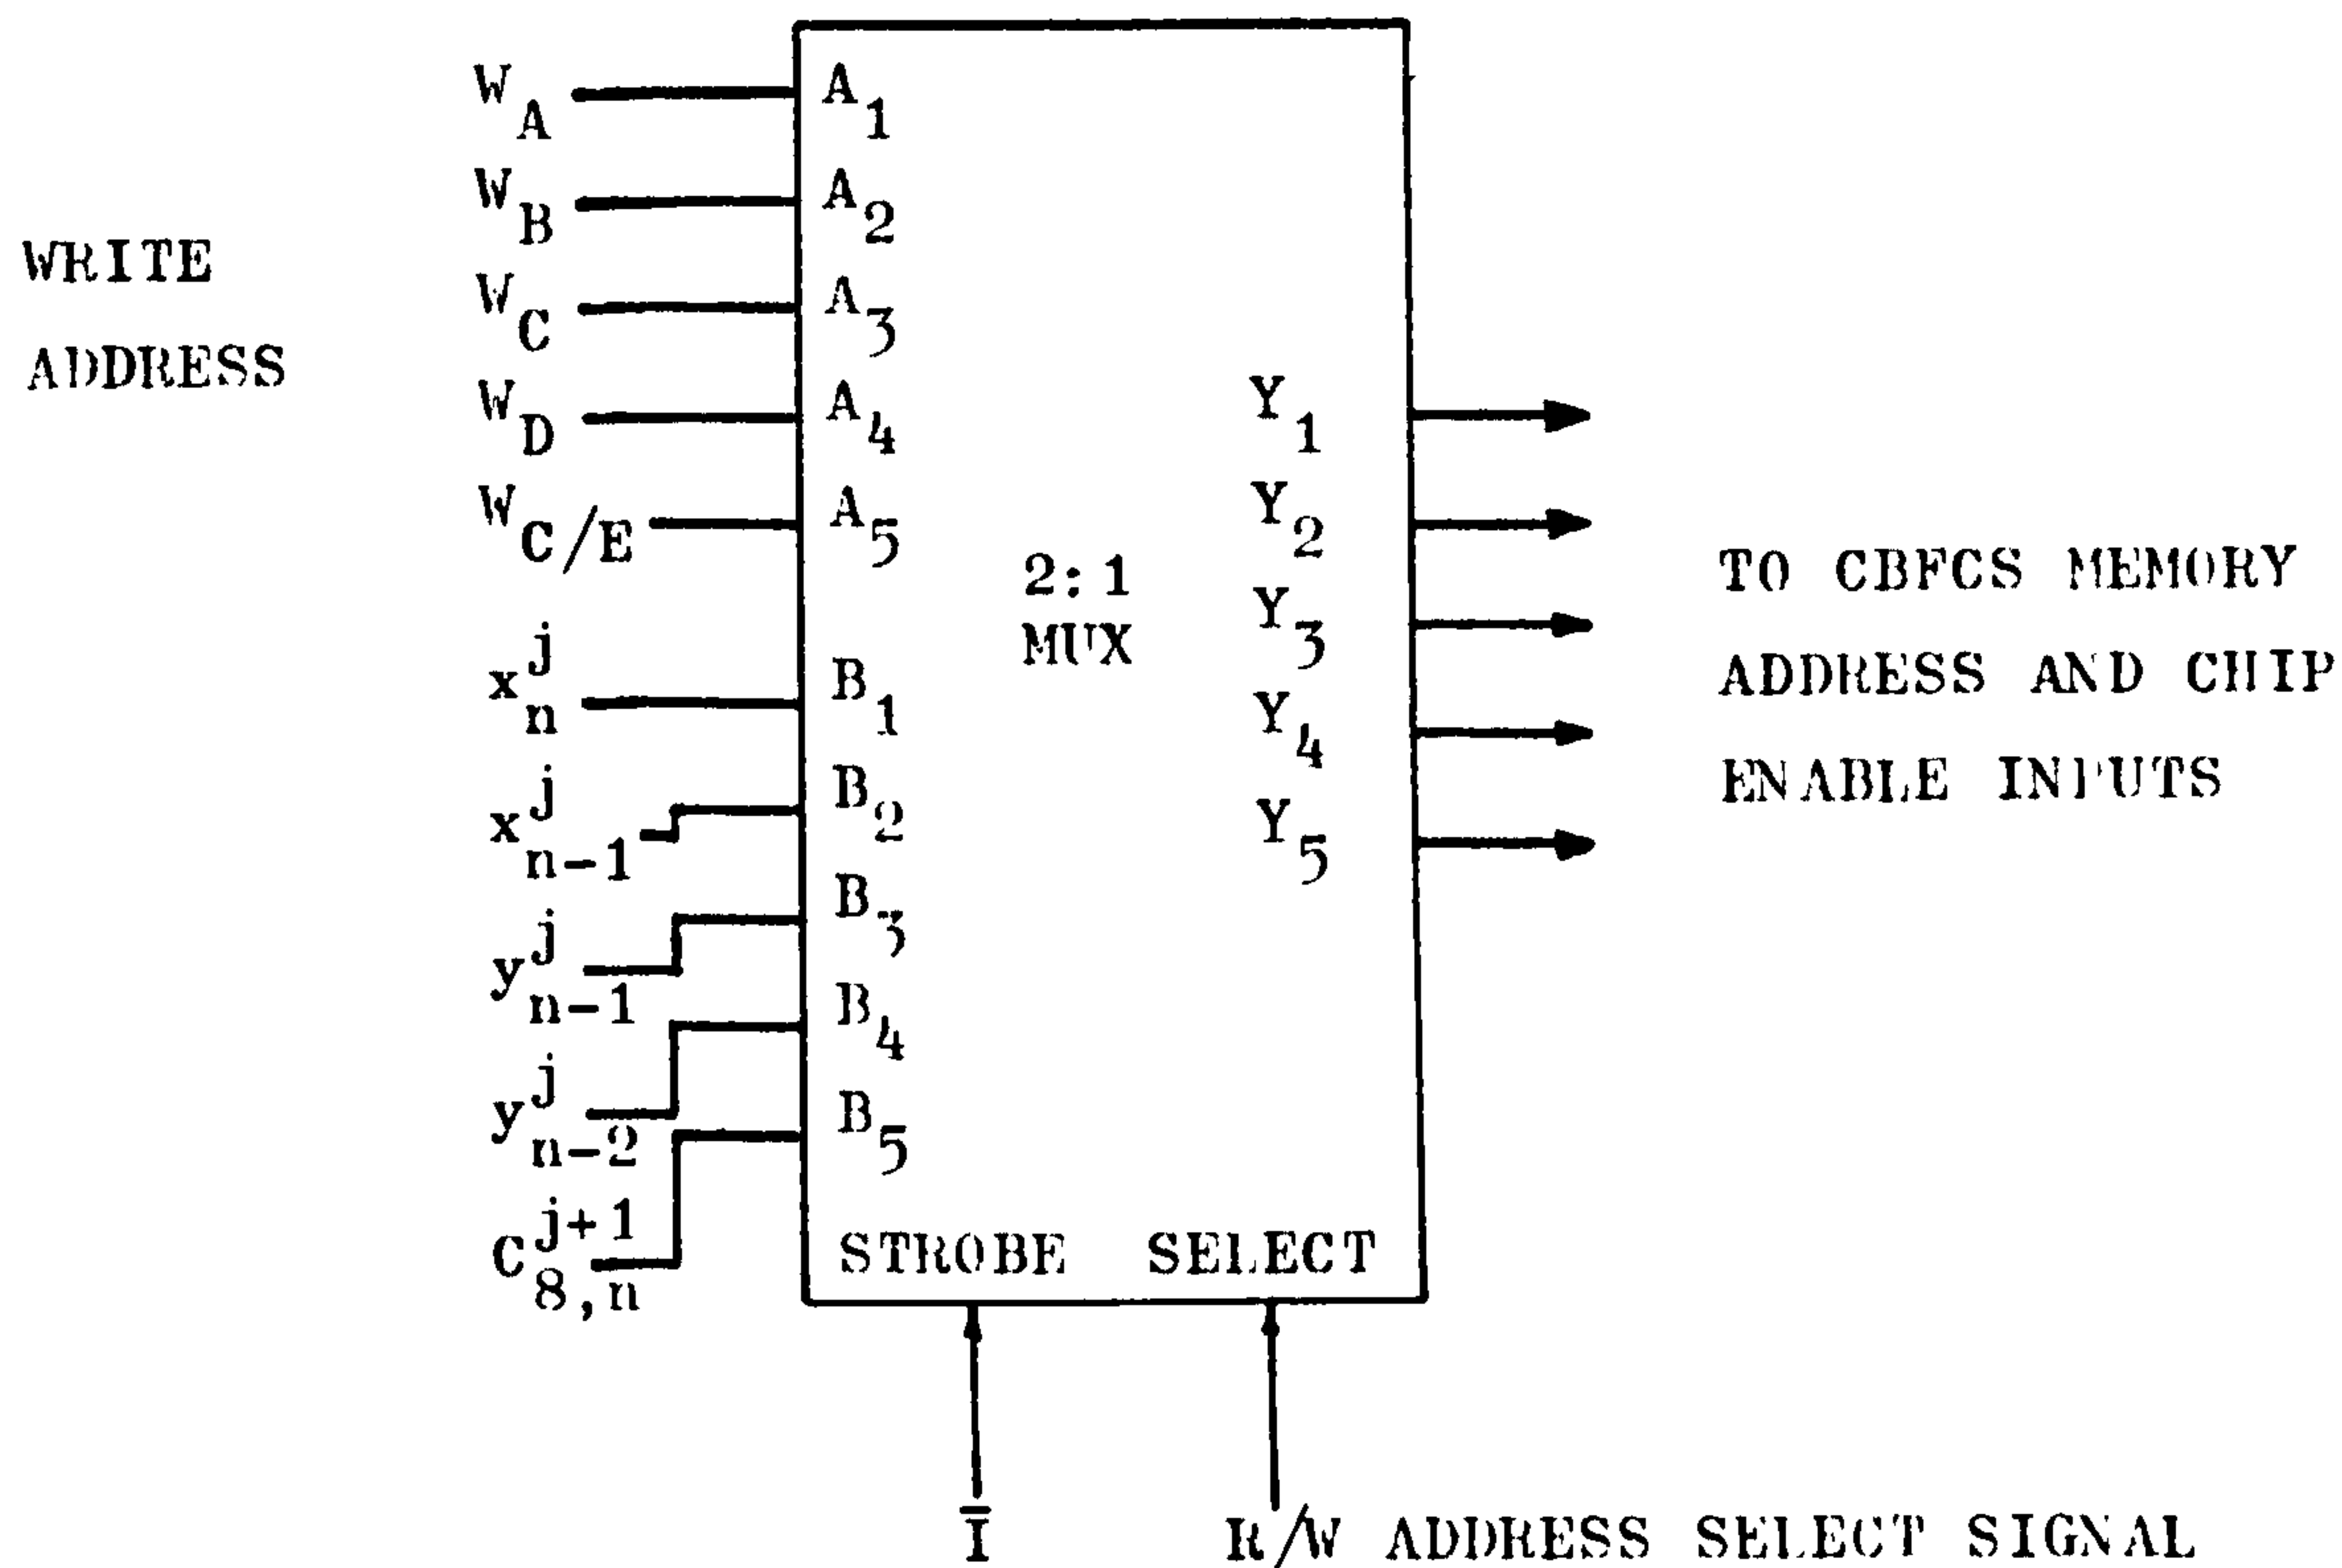 WRITE
ADDRESS
W_A
W_B
W_C
W_D
W_C/E
x^j_n
x^j_n-1
y^j_n-1
y^j_n-2
C^j+1_8,n
A_1
A_2
A_3
A_4
A_5
B_1
B_2
B_3
B_4
B_5
2:1
MUX
Y_1
Y_2
Y_3
Y_4
Y_5
STROBE SELECT
TO CBFCS MEMORY
ADDRESS AND CHIP
ENABLE INPUTS
Ī
R/W ADDRESS SELECT SIGNAL